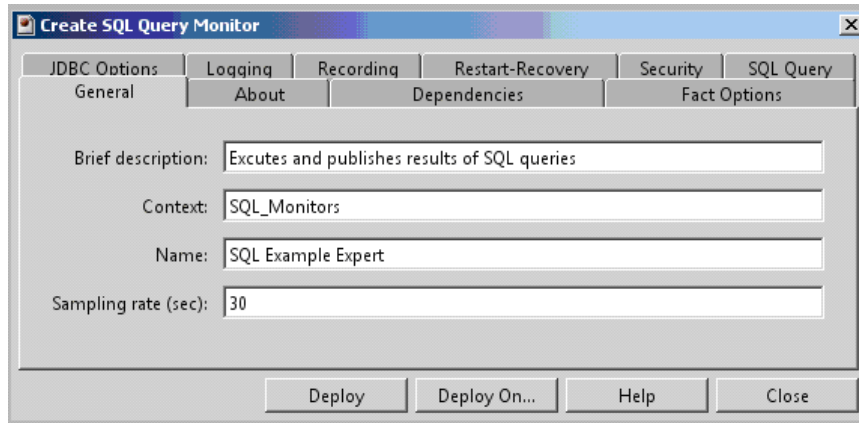 Create SQL Query Monitor
JDBC Options Logging Recording Restart-Recovery Security SQL Query
General About Dependencies Fact Options
Brief description: Excutes and publishes results of SQL queries
Context: SQL_Monitors
Name: SQL Example Expert
Sampling rate (sec): 30
Deploy Deploy On... Help Close